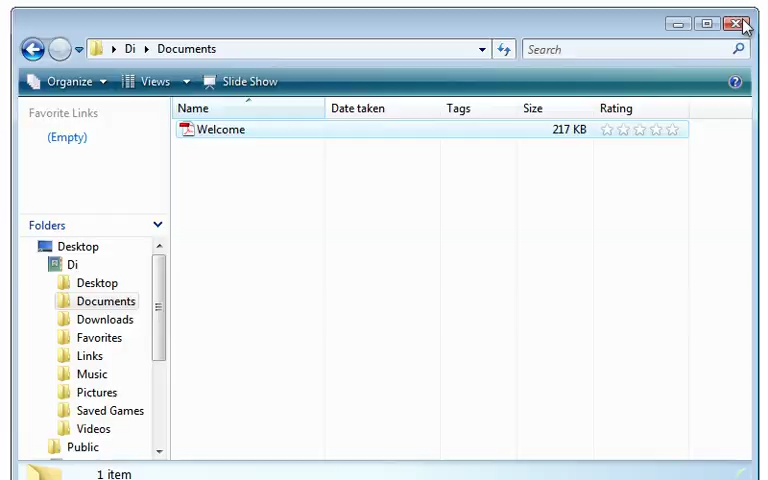 Di Documents Search
Organize Views Slide Show ?
Favorite Links
(Empty)
Name Date taken Tags Size Rating
Welcome 217 KB
Folders
Desktop
Di
Desktop
Documents
Downloads
Favorites
Links
Music
Pictures
Saved Games
Videos
Public
1 item